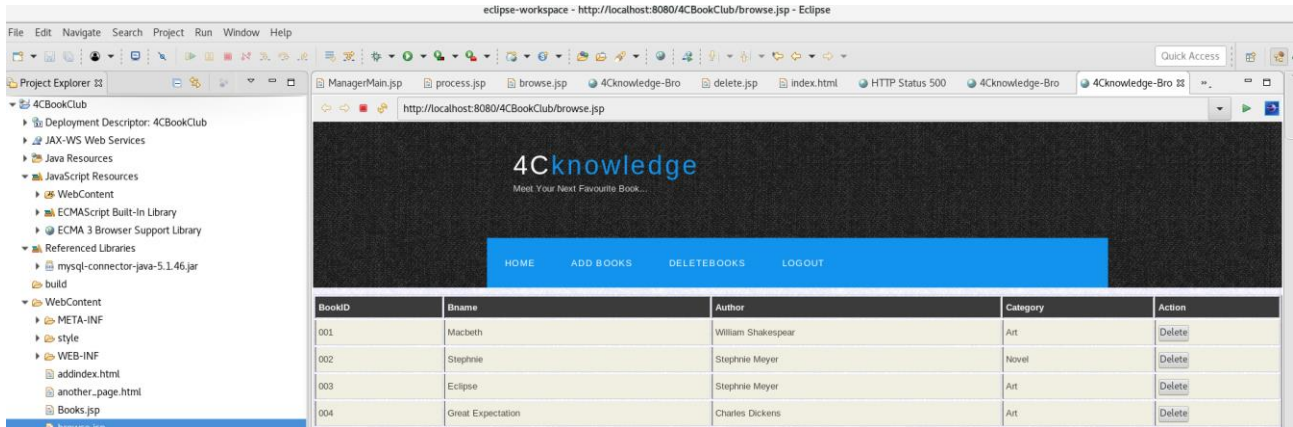 eclipse-workspace - http://localhost:8080/4CBookClub/browse.jsp - Eclipse
File Edit Navigate Search Project Run Window Help
Quick Access
Project Explorer
ManagerMain.jsp process.jsp browse.jsp 4Cknowledge-Bro delete.jsp index.html HTTP Status 500 4Cknowledge-Bro 4Cknowledge-Bro
http://localhost:8080/4CBookClub/browse.jsp
4CBookClub
Deployment Descriptor: 4CBookClub
JAX-WS Web Services
Java Resources
JavaScript Resources
WebContent
ECMAScript Built-In Library
ECMA 3 Browser Support Library
Referenced Libraries
mysql-connector-java-5.1.46.jar
build
WebContent
META-INF
style
WEB-INF
addindex.html
another_page.html
Books.jsp
browse.jsp
4Cknowledge
Meet Your Next Favourite Book...
HOME ADD BOOKS DELETEBOOKS LOGOUT
BookID Bname Author Category Action
001 Macbeth William Shakespear Art Delete
002 Stephnie Stephnie Meyer Novel Delete
003 Eclipse Stephnie Meyer Art Delete
004 Great Expectation Charles Dickens Art Delete